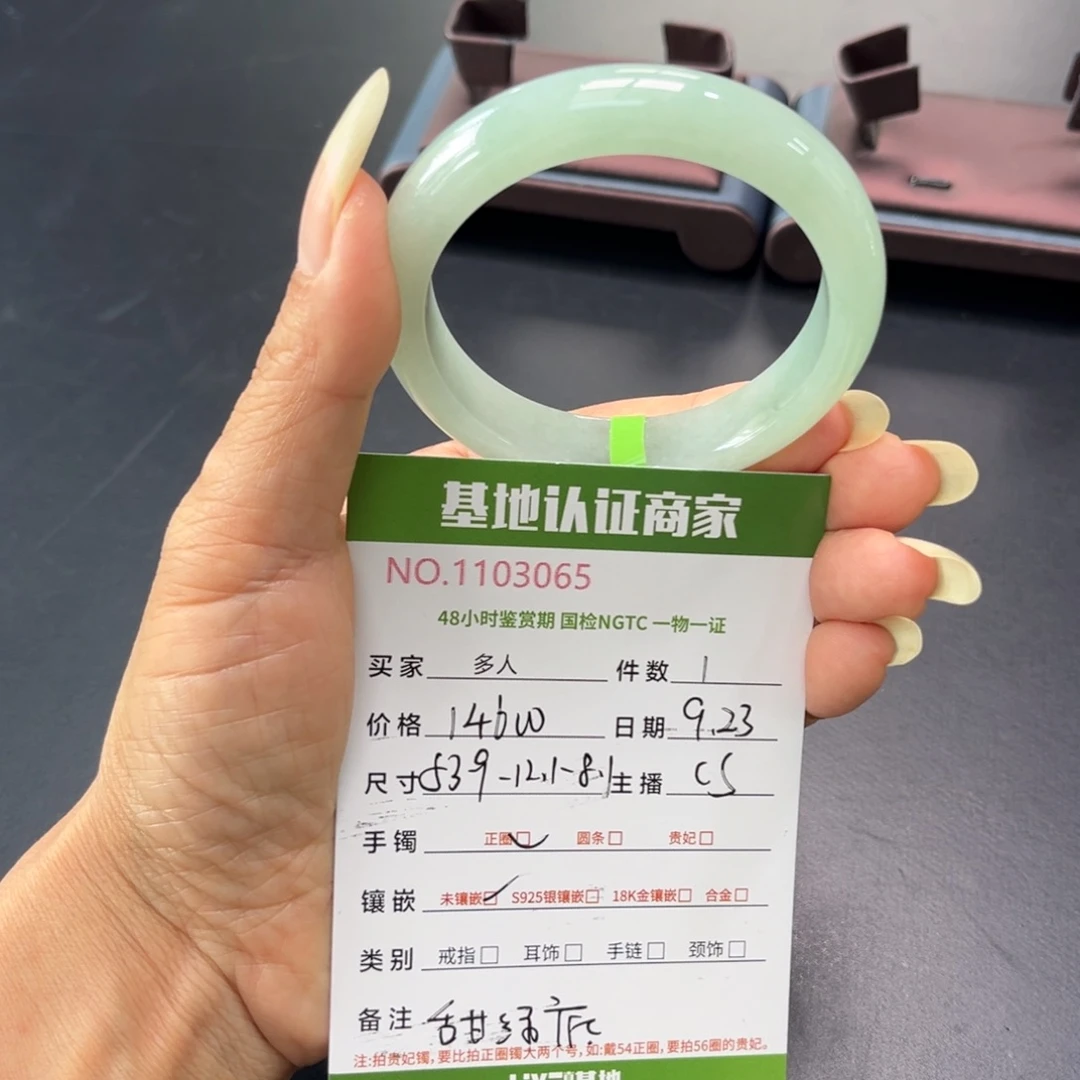 基地认证商家
NO.1103065
48小时鉴赏期 国检NGTC 一物一证
买家 多人 件数 1
价格 14600 日期 9.23
尺寸 539-12.1-8.1 主播 CS
手镯 正圈□ 圆条□ 贵妃□
镶嵌 未镶嵌□ S925银镶嵌□ 18K金镶嵌□ 合金□
类别 戒指□ 耳饰□ 手链□ 颈饰□
备注 甜绿底
注:拍贵妃镯,要比拍正圈镯大两个号,如:戴54正圈,要拍56圈的贵妃。